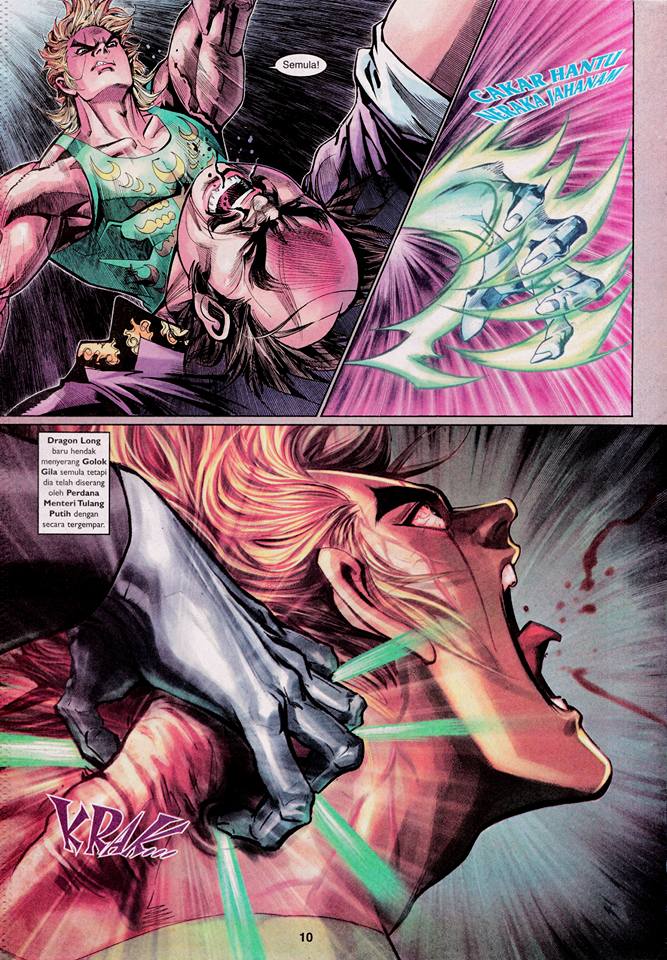 Semula!
CAKAR HANTU
NERAKA JAHANAM
Dragon Long
baru hendak
menyerang Golok
Gila semula tetapi
dia telah diserang
oleh Perdana
Menteri Tulang
Putih dengan
secara tergempar.
KRAK
10